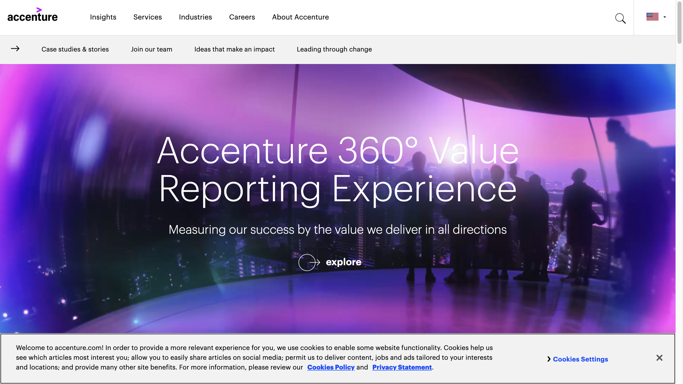 accenture
Insights
Services
Industries
Careers
About Accenture
Case studies & stories
Join our team
Ideas that make an impact
Leading through change
Accenture 360° Value
Reporting Experience
Measuring our success by the value we deliver in all directions
explore
Welcome to accenture.com! In order to provide a more relevant experience for you, we use cookies to enable some website functionality. Cookies help us
see which articles most interest you; allow you to easily share articles on social media; permit us to deliver content, jobs and ads tailored to your interests
and locations; and provide many other site benefits. For more information, please review our Cookies Policy and Privacy Statement.
Cookies Settings